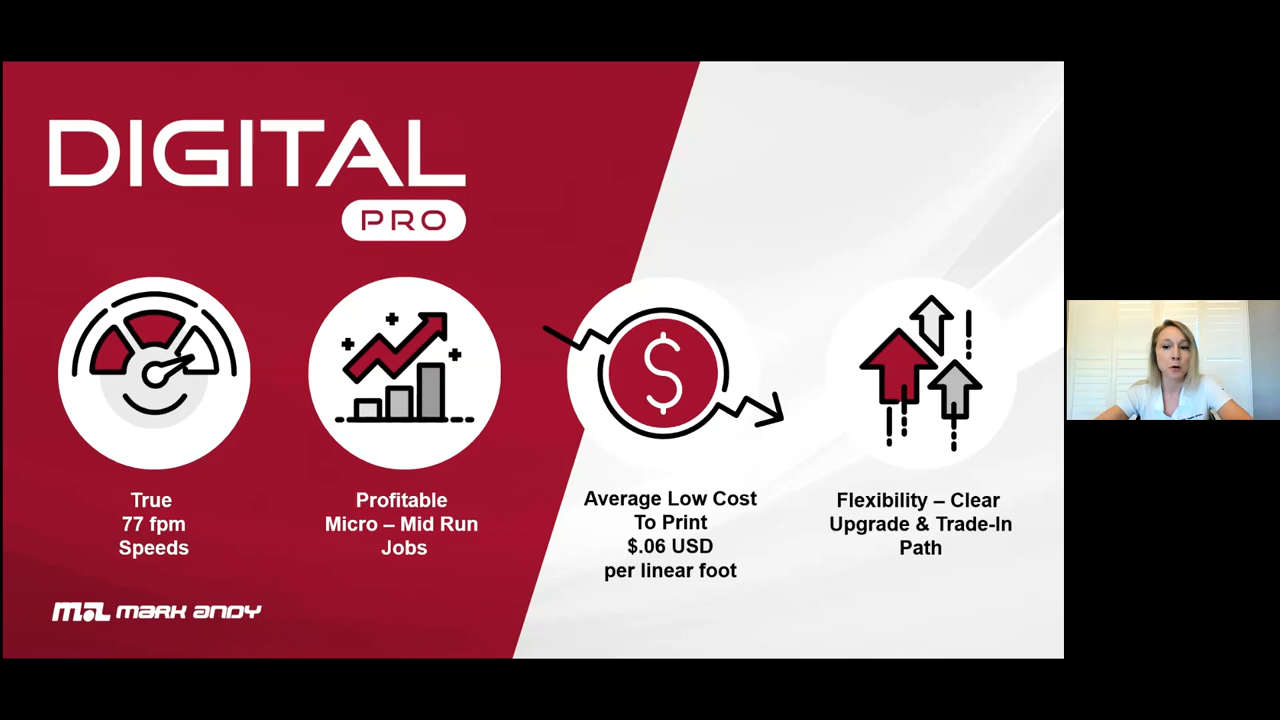 DIGITAL
PRO
True
77 fpm
Speeds
Profitable
Micro – Mid Run
Jobs
Average Low Cost
To Print
$.06 USD
per linear foot
Flexibility – Clear
Upgrade & Trade-In
Path
mark andy